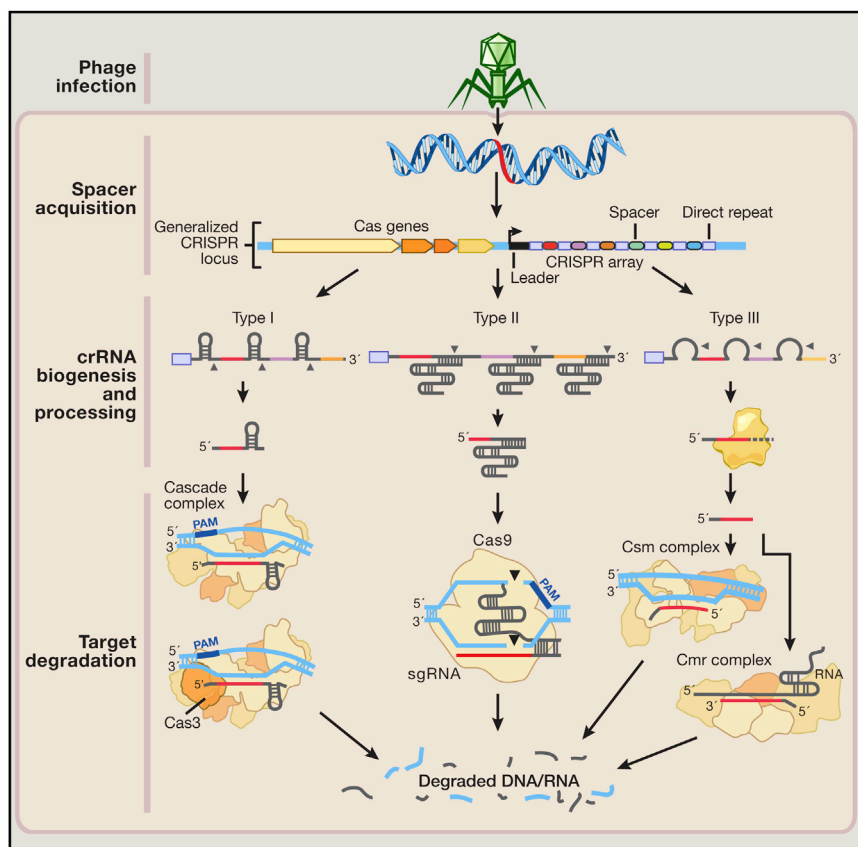 Phage
infection
Spacer
acquisition
Generalized
CRISPR
locus
Cas genes
Spacer
Direct repeat
Leader
CRISPR array
crRNA
biogenesis
and
processing
Type I
Type II
Type III
3´
3´
3´
5´
5´
5´
5´
Target
degradation
Cascade
complex
PAM
5´
3´
PAM
5´
3´
5´
Cas3
Cas9
PAM
5´
3´
sgRNA
Csm complex
5´
3´
5´
Cmr complex
RNA
5´
3´
5´
Degraded DNA/RNA